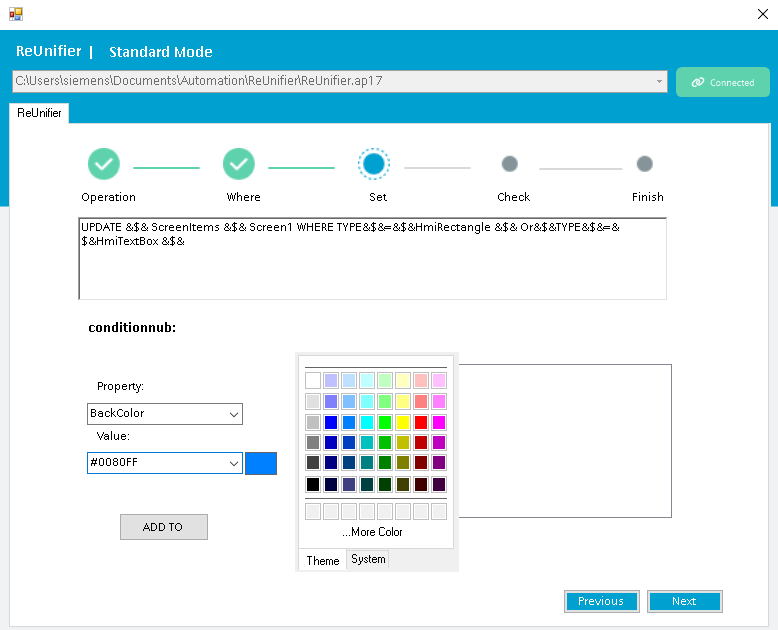 ReUnifier | Standard Mode
C:\Users\siemens\Documents\Automation\ReUnifier\ReUnifier.ap17
Connected
ReUnifier
Operation Where Set Check Finish
UPDATE &$& ScreenItems &$& Screen1 WHERE TYPE&$&=&$&HmiRectangle &$& Or&$&TYPE&$&=&
$&HmiTextBox &$&
conditionnub:
Property:
BackColor
Value:
#0080FF
ADD TO
...More Color
Theme System
Previous Next